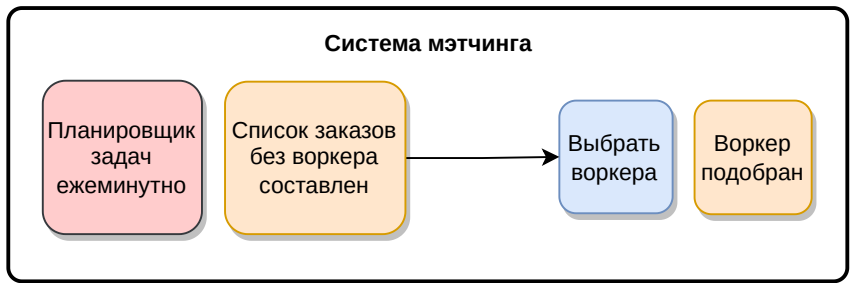 Система мэтчинга
Планировщик
задач
ежеминутно
Список заказов
без воркера
составлен
Выбрать
воркера
Воркер
подобран